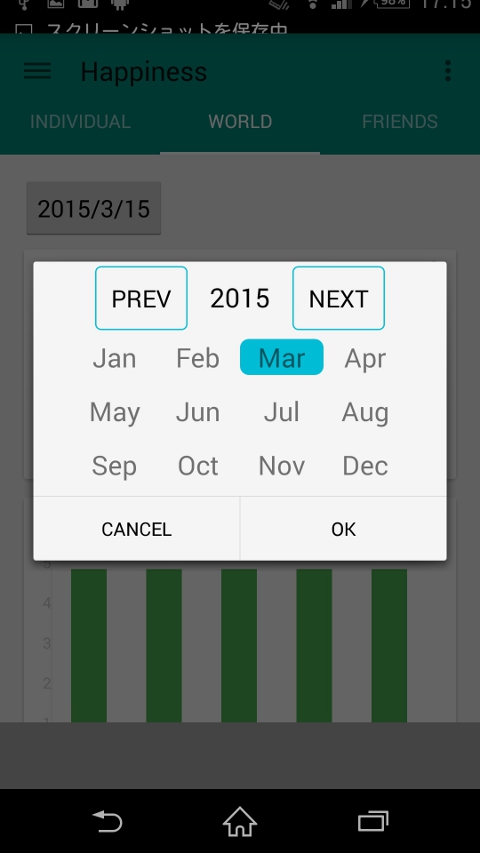 98% 17:15
スクリーンショットを保存中
Happiness
INDIVIDUAL WORLD FRIENDS
2015/3/15
PREV 2015 NEXT
Jan Feb Mar Apr
May Jun Jul Aug
Sep Oct Nov Dec
CANCEL OK
5
4
3
2
1